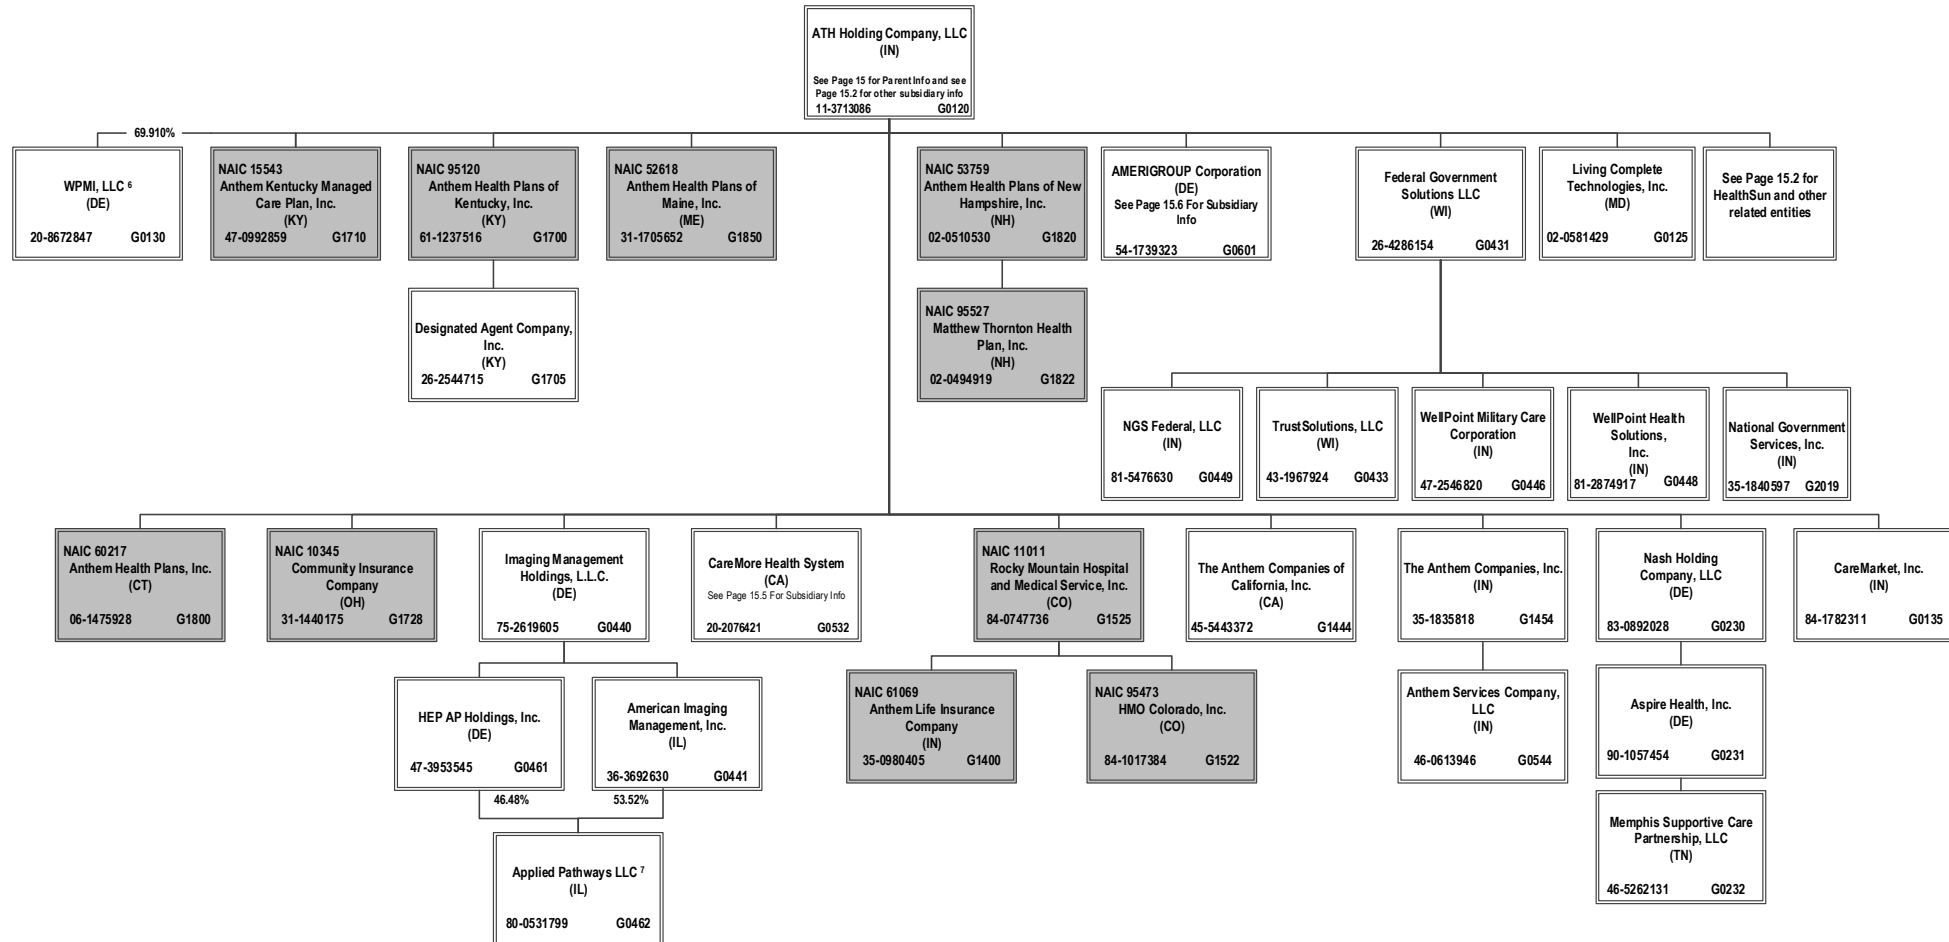 ATH Holding Company, LLC
(IN)
See Page 15 for Parent Info and see
Page 15.2 for other subsidiary info
11-3713086 G0120
69.910%
WPMI, LLC 6
(DE)
20-8672847 G0130
NAIC 15543
Anthem Kentucky Managed
Care Plan, Inc.
(KY)
47-0992859 G1710
NAIC 95120
Anthem Health Plans of
Kentucky, Inc.
(KY)
61-1237516 G1700
NAIC 52618
Anthem Health Plans of
Maine, Inc.
(ME)
31-1705652 G1850
NAIC 53759
Anthem Health Plans of New
Hampshire, Inc.
(NH)
02-0510530 G1820
AMERIGROUP Corporation
(DE)
See Page 15.6 For Subsidiary
Info
54-1739323 G0601
Federal Government
Solutions LLC
(WI)
26-4286154 G0431
Living Complete
Technologies, Inc.
(MD)
02-0581429 G0125
See Page 15.2 for
HealthSun and other
related entities
Designated Agent Company,
Inc.
(KY)
26-2544715 G1705
NAIC 95527
Matthew Thornton Health
Plan, Inc.
(NH)
02-0494919 G1822
NGS Federal, LLC
(IN)
81-5476630 G0449
TrustSolutions, LLC
(WI)
43-1967924 G0433
WellPoint Military Care
Corporation
(IN)
47-2546820 G0446
WellPoint Health
Solutions,
Inc.
(IN)
81-2874917 G0448
National Government
Services, Inc.
(IN)
35-1840597 G2019
NAIC 60217
Anthem Health Plans, Inc.
(CT)
06-1475928 G1800
NAIC 10345
Community Insurance
Company
(OH)
31-1440175 G1728
Imaging Management
Holdings, L.L.C.
(DE)
75-2619605 G0440
CareMore Health System
(CA)
See Page 15.5 For Subsidiary Info
20-2076421 G0532
NAIC 11011
Rocky Mountain Hospital
and Medical Service, Inc.
(CO)
84-0747736 G1525
The Anthem Companies of
California, Inc.
(CA)
45-5443372 G1444
The Anthem Companies, Inc.
(IN)
35-1835818 G1454
Nash Holding
Company, LLC
(DE)
83-0892028 G0230
CareMarket, Inc.
(IN)
84-1782311 G0135
HEP AP Holdings, Inc.
(DE)
47-3953545 G0461
American Imaging
Management, Inc.
(IL)
36-3692630 G0441
NAIC 61069
Anthem Life Insurance
Company
(IN)
35-0980405 G1400
NAIC 95473
HMO Colorado, Inc.
(CO)
84-1017384 G1522
Anthem Services Company,
LLC
(IN)
46-0613946 G0544
Aspire Health, Inc.
(DE)
90-1057454 G0231
46.48% 53.52%
Applied Pathways LLC 7
(IL)
80-0531799 G0462
Memphis Supportive Care
Partnership, LLC
(TN)
46-5262131 G0232